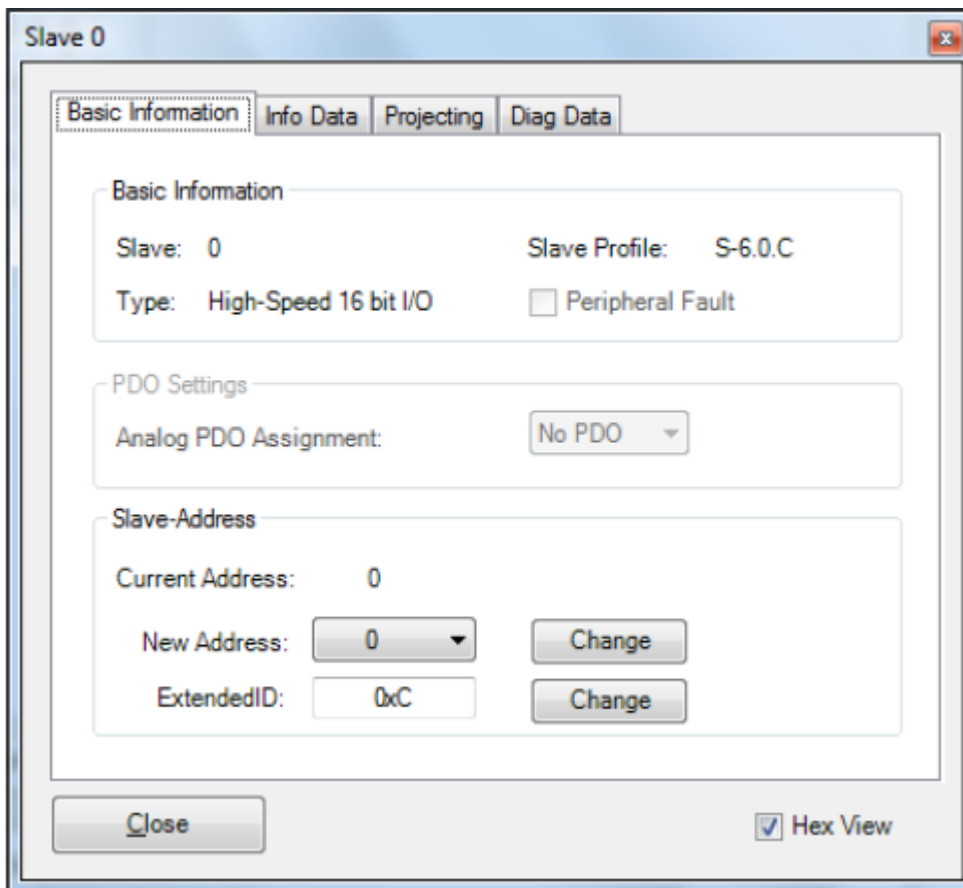 Slave 0
Basic Information Info Data Projecting Diag Data
Basic Information
Slave: 0 Slave Profile: S-6.0.C
Type: High-Speed 16 bit I/O Peripheral Fault
PDO Settings
Analog PDO Assignment: No PDO
Slave-Address
Current Address: 0
New Address: 0 Change
ExtendedID: 0xC Change
Close Hex View